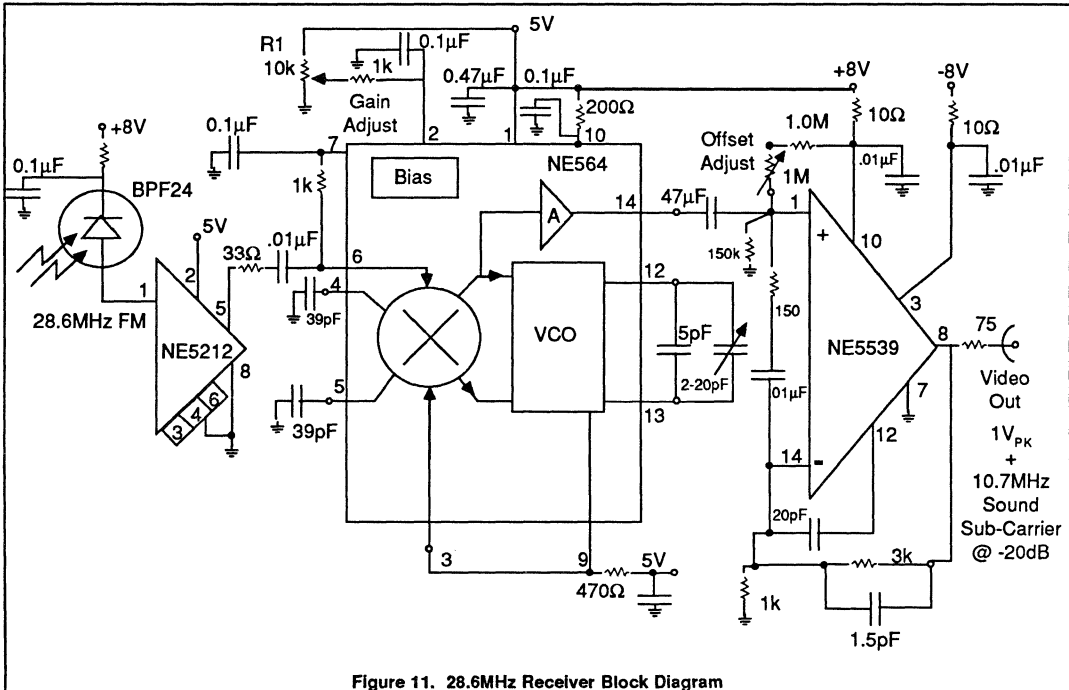 5V
R1
10k
1k
0.1µF
Gain
Adjust
0.47µF
0.1µF
200Ω
+8V
-8V
10Ω
10Ω
1.0M
Offset
Adjust
1M
.01µF
.01µF
+8V
0.1µF
BPF24
0.1µF
7
2
1
10
NE564
Bias
1k
A
14
47µF
1
+
10
150k
3
5V
2
33Ω
.01µF
6
4
39pF
1
5
28.6MHz FM
NE5212
8
3
4
6
5
39pF
VCO
12
5pF
2-20pF
13
150
01µF
NE5539
8
75
7
Video
Out
1VPK
+
10.7MHz
Sound
Sub-Carrier
@ -20dB
14
-
12
20pF
3
9
470Ω
5V
1k
3k
1.5pF
Figure 11. 28.6MHz Receiver Block Diagram